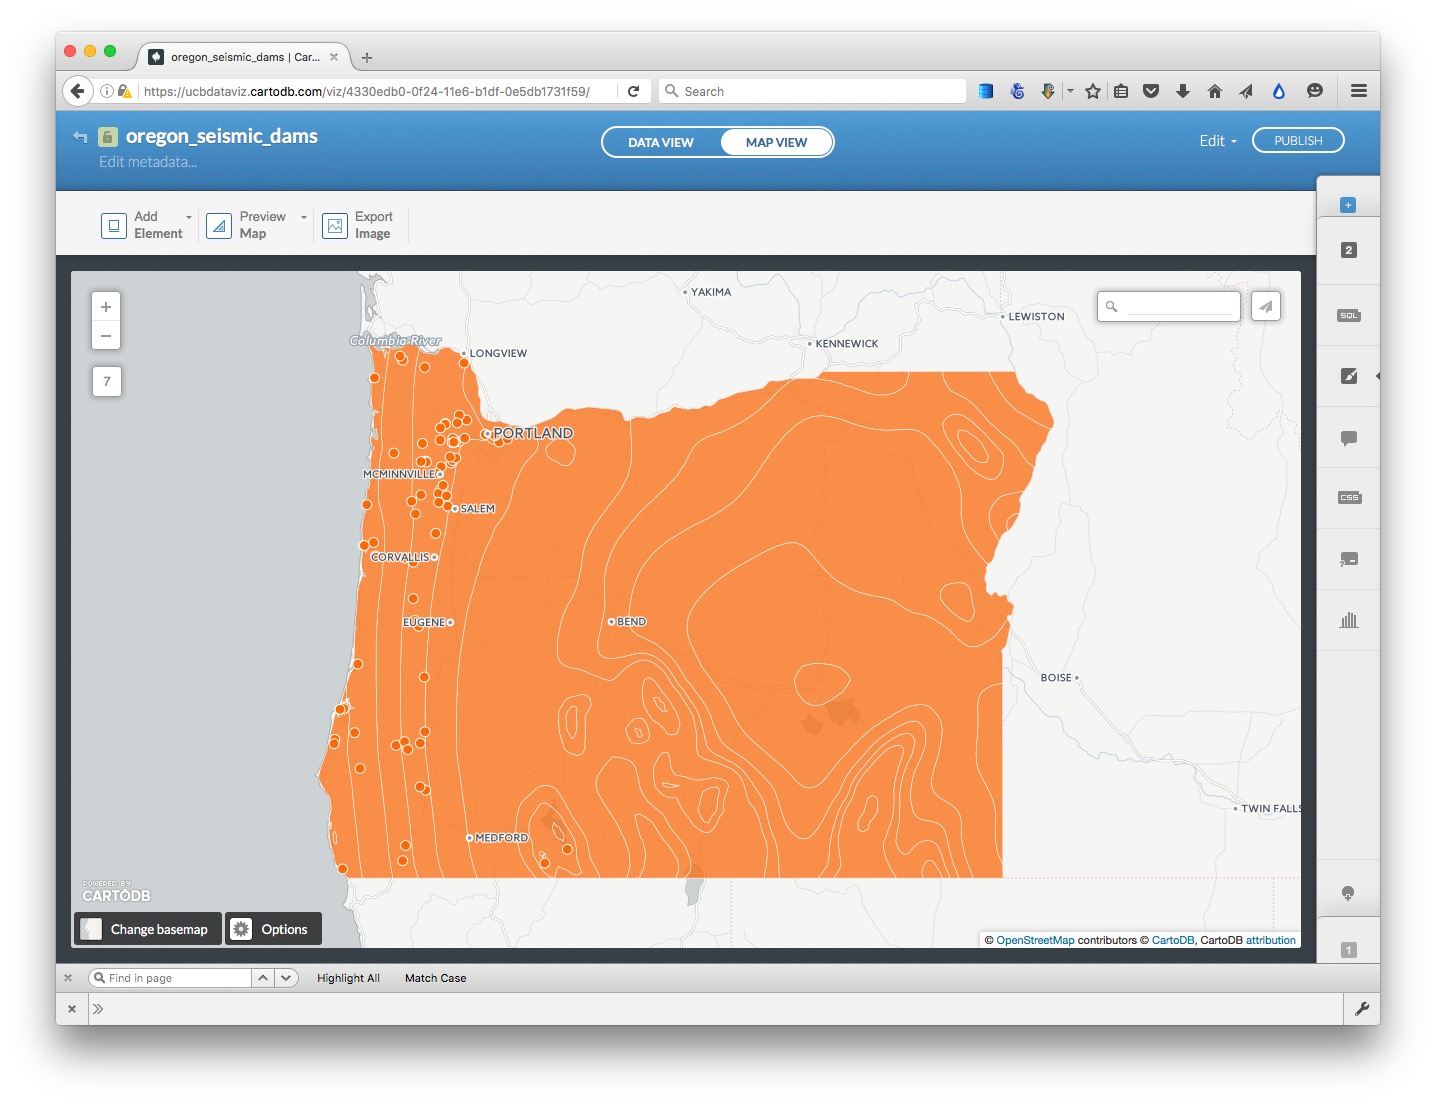 oregon_seismic_dams | Car...
https://ucbdataviz.cartodb.com/viz/4330edb0-0f24-11e6-b1df-0e5db1731f59/
Search
oregon_seismic_dams
Edit metadata...
DATA VIEW
MAP VIEW
Edit
PUBLISH
Add
Element
Preview
Map
Export
Image
+
2
SQL
CSS
1
+
−
7
YAKIMA
LEWISTON
Columbia River
LONGVIEW
KENNEWICK
PORTLAND
MCMINNVILLE
SALEM
CORVALLIS
EUGENE
BEND
BOISE
TWIN FALLS
MEDFORD
POWERED BY
CARTODB
Change basemap
Options
© OpenStreetMap contributors © CartoDB, CartoDB attribution
Find in page
Highlight All
Match Case